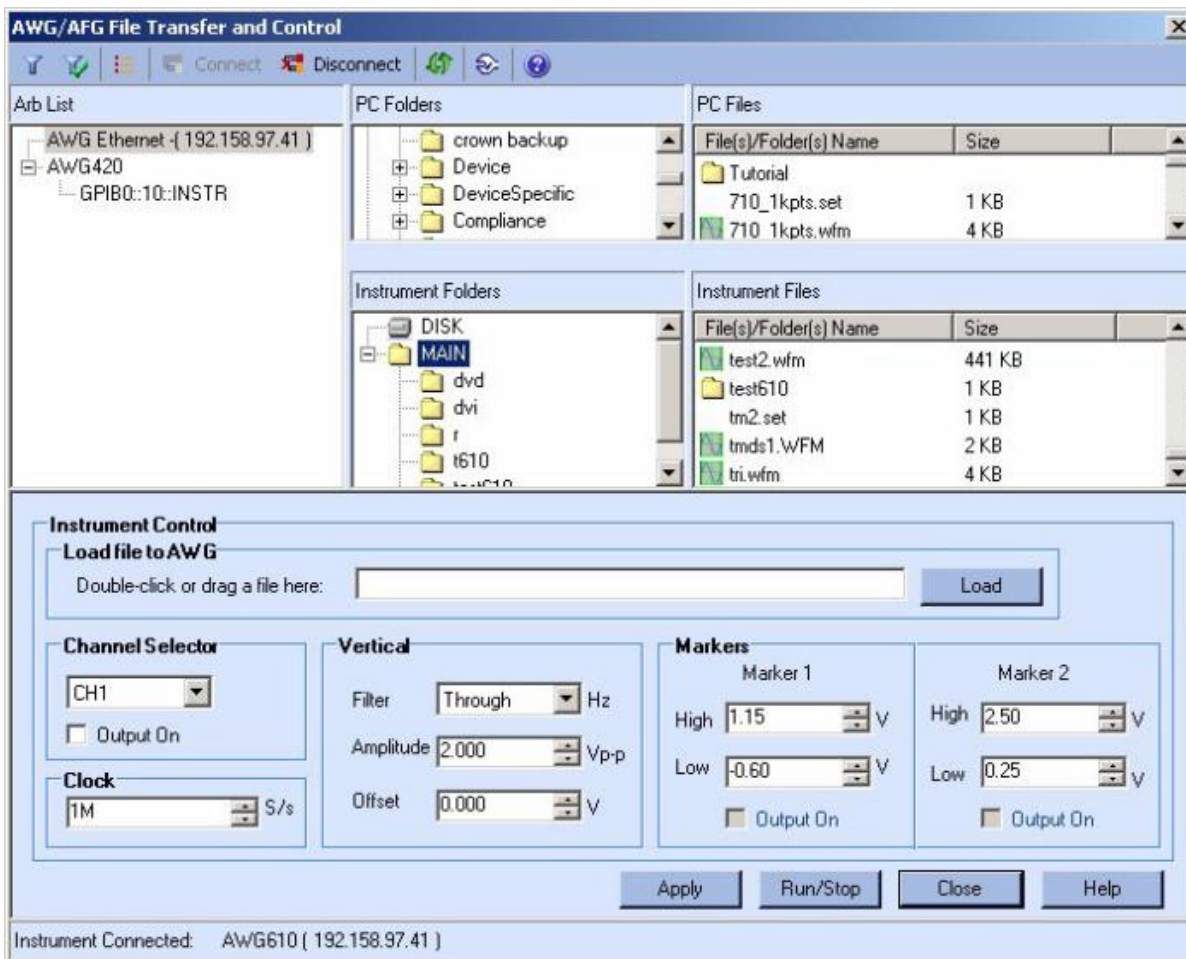 AWG/AFG File Transfer and Control
Connect Disconnect
Arb List
AWG Ethernet -( 192.158.97.41 )
AWG420
GPIB0::10::INSTR
PC Folders
crown backup
Device
DeviceSpecific
Compliance
PC Files
File(s)/Folder(s) Name Size
Tutorial
710_1kpts.set 1 KB
710_1kpts.wfm 4 KB
Instrument Folders
DISK
MAIN
dvd
dvi
r
t610
test610
Instrument Files
File(s)/Folder(s) Name Size
test2.wfm 441 KB
test610 1 KB
tm2.set 1 KB
tmds1.WFM 2 KB
tri.wfm 4 KB
Instrument Control
Load file to AWG
Double-click or drag a file here: Load
Channel Selector
CH1
Output On
Clock
1M S/s
Vertical
Filter Through Hz
Amplitude 2.000 Vp-p
Offset 0.000 V
Markers
Marker 1
High 1.15 V
Low -0.60 V
Output On
Marker 2
High 2.50 V
Low 0.25 V
Output On
Apply Run/Stop Close Help
Instrument Connected: AWG610 ( 192.158.97.41 )